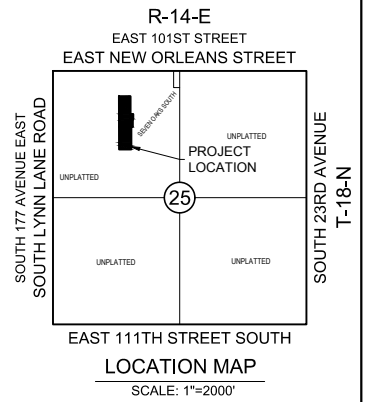 R-14-E
EAST 101ST STREET
EAST NEW ORLEANS STREET
SOUTH 177 AVENUE EAST
SOUTH LYNN LANE ROAD
SEVEN OAKS SOUTH
UNPLATTED
PROJECT
LOCATION
UNPLATTED
25
UNPLATTED
UNPLATTED
SOUTH 23RD AVENUE
T-18-N
EAST 111TH STREET SOUTH
LOCATION MAP
SCALE: 1"=2000'